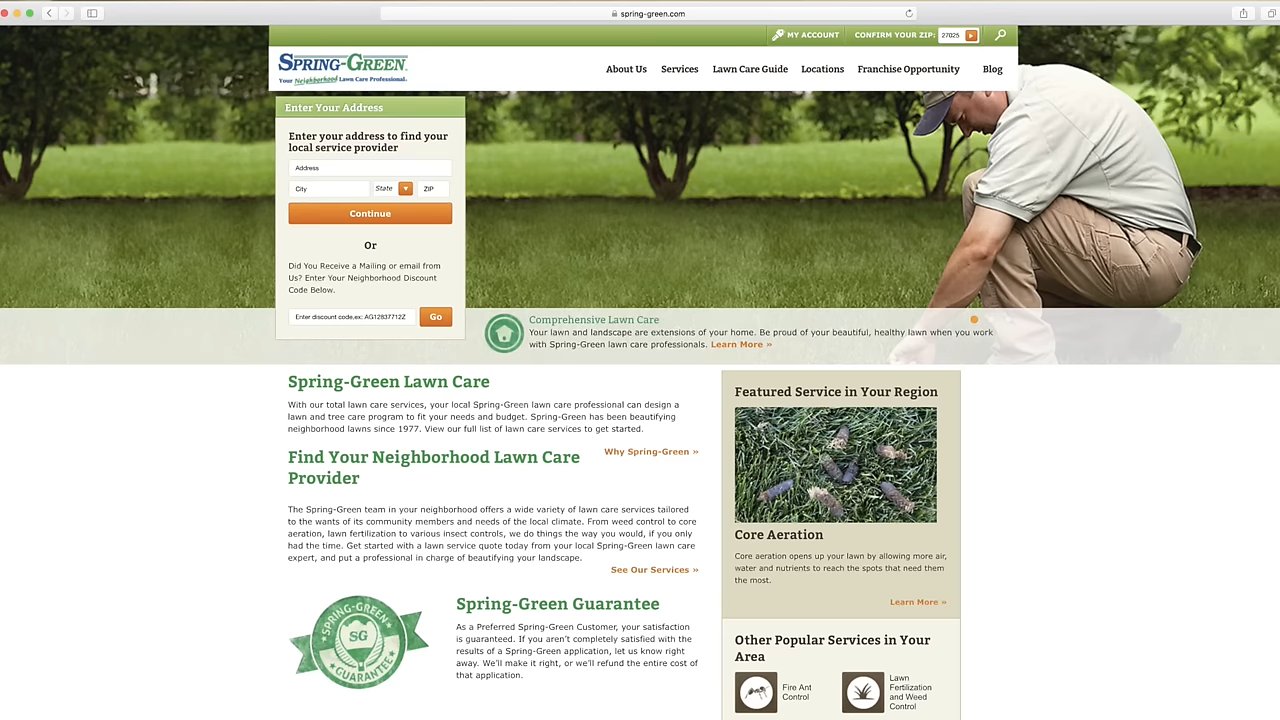 spring-green.com
MY ACCOUNT
CONFIRM YOUR ZIP:
27025
SPRING-GREEN
Your Neighborhood Lawn Care Professional.
About Us
Services
Lawn Care Guide
Locations
Franchise Opportunity
Blog
Enter Your Address
Enter your address to find your
local service provider
Address
City
State
ZIP
Continue
Or
Did You Receive a Mailing or email from
Us? Enter Your Neighborhood Discount
Code Below.
Enter discount code,ex: AG12837712Z
Go
Comprehensive Lawn Care
Your lawn and landscape are extensions of your home. Be proud of your beautiful, healthy lawn when you work
with Spring-Green lawn care professionals. Learn More »
Spring-Green Lawn Care
With our total lawn care services, your local Spring-Green lawn care professional can design a
lawn and tree care program to fit your needs and budget. Spring-Green has been beautifying
neighborhood lawns since 1977. View our full list of lawn care services to get started.
Why Spring-Green »
Find Your Neighborhood Lawn Care
Provider
The Spring-Green team in your neighborhood offers a wide variety of lawn care services tailored
to the wants of its community members and needs of the local climate. From weed control to core
aeration, lawn fertilization to various insect controls, we do things the way you would, if you only
had the time. Get started with a lawn service quote today from your local Spring-Green lawn care
expert, and put a professional in charge of beautifying your landscape.
See Our Services »
SPRING-GREEN
SG
GUARANTEE
Spring-Green Guarantee
As a Preferred Spring-Green Customer, your satisfaction
is guaranteed. If you aren't completely satisfied with the
results of a Spring-Green application, let us know right
away. We'll make it right, or we'll refund the entire cost of
that application.
Featured Service in Your Region
Core Aeration
Core aeration opens up your lawn by allowing more air,
water and nutrients to reach the spots that need them
the most.
Learn More »
Other Popular Services in Your
Area
Fire Ant
Control
Lawn
Fertilization
and Weed
Control